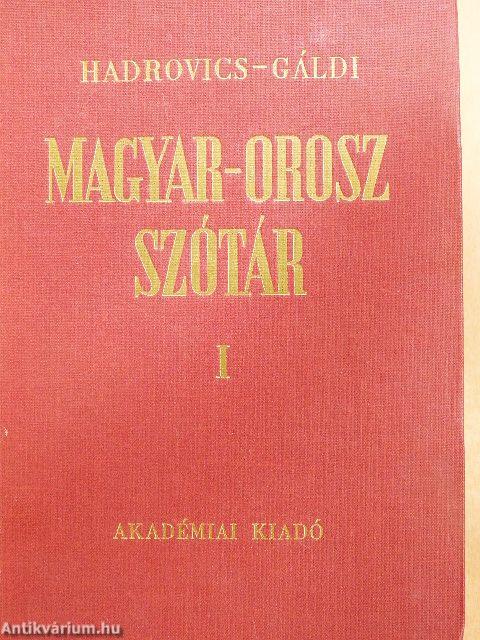 HADROVICS–GÁLDI
MAGYAR-OROSZ
SZÓTÁR
I
AKADÉMIAI KIADÓ
Antikvárium.hu